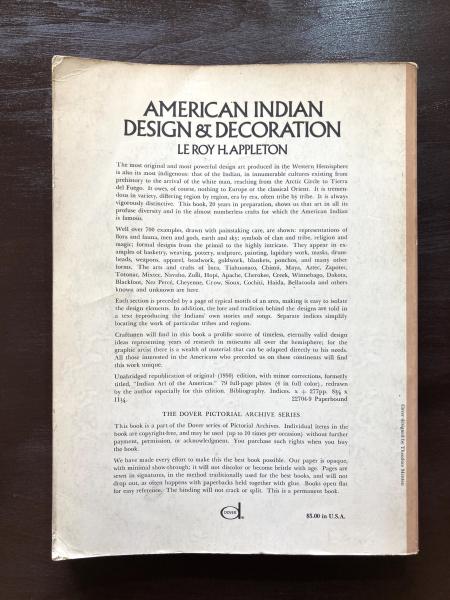 AMERICAN INDIAN
DESIGN & DECORATION
LE ROY H. APPLETON
The most original and most powerful design art produced in the Western Hemisphere
is also its most indigenous: that of the Indian, in innumerable cultures existing from
prehistory to the arrival of the white man, reaching from the Arctic Circle to Tierra
del Fuego. It owes, of course, nothing to Europe or the classical Orient. It is tremen-
dous in variety, differing region by region, era by era, often tribe by tribe. It is always
vigorously distinctive. This book, 20 years in preparation, shows us that art in all its
profuse diversity and in the almost numberless crafts for which the American Indian
is famous.
Well over 700 examples, drawn with painstaking care, are shown: representations of
flora and fauna, men and gods, earth and sky; symbols of clan and tribe, religion and
magic; formal designs from the primal to the highly intricate. They appear in ex-
amples of basketry, weaving, pottery, sculpture, painting, lapidary work, masks, drum-
heads, weapons, apparel, beadwork, goldwork, blankets, ponchos, and many other
forms. The arts and crafts of Inca, Tiahuanaco, Chimú, Maya, Aztec, Zapotec,
Totonac, Mixtec, Navaho, Zuñi, Hopi, Apache, Cherokee, Creek, Winnebago, Dakota,
Blackfoot, Nez Percé, Cheyenne, Crow, Sioux, Cochiti, Haida, Bellacoola and others
known and unknown are here.
Each section is preceded by a page of typical motifs of an area, making it easy to isolate
the design elements. In addition, the lore and tradition behind the designs are told in
a text reproducing the Indians' own stories and songs. Separate indices simplify
locating the work of particular tribes and regions.
Craftsmen will find in this book a prolific source of timeless, eternally valid design
ideas representing years of research in museums all over the hemisphere; for the
graphic artist there is a wealth of material that can be adapted directly to his needs.
All those interested in the Americans who preceded us on these continents will find
this work unique.
Unabridged republication of original (1950) edition, with minor corrections, formerly
titled, "Indian Art of the Americas." 79 full-page plates (4 in full color), redrawn
by the author especially for this edition. Bibliography. Indices. x + 277pp. 8⅜ x
11¼. 22704-9 Paperbound
THE DOVER PICTORIAL ARCHIVE SERIES
This book is a part of the Dover series of Pictorial Archives. Individual items in the
book are copyright-free, and may be used (up to 10 times per occasion) without further
payment, permission, or acknowledgment. You purchase such rights when you buy
the book.
We have made every effort to make this the best book possible. Our paper is opaque,
with minimal show-through; it will not discolor or become brittle with age. Pages are
sewn in signatures, in the method traditionally used for the best books, and will not
drop out, as often happens with paperbacks held together with glue. Books open flat
for easy reference. The binding will not crack or split. This is a permanent book.
DOVER
$5.00 in U.S.A.
Cover designed by Theodore Menten